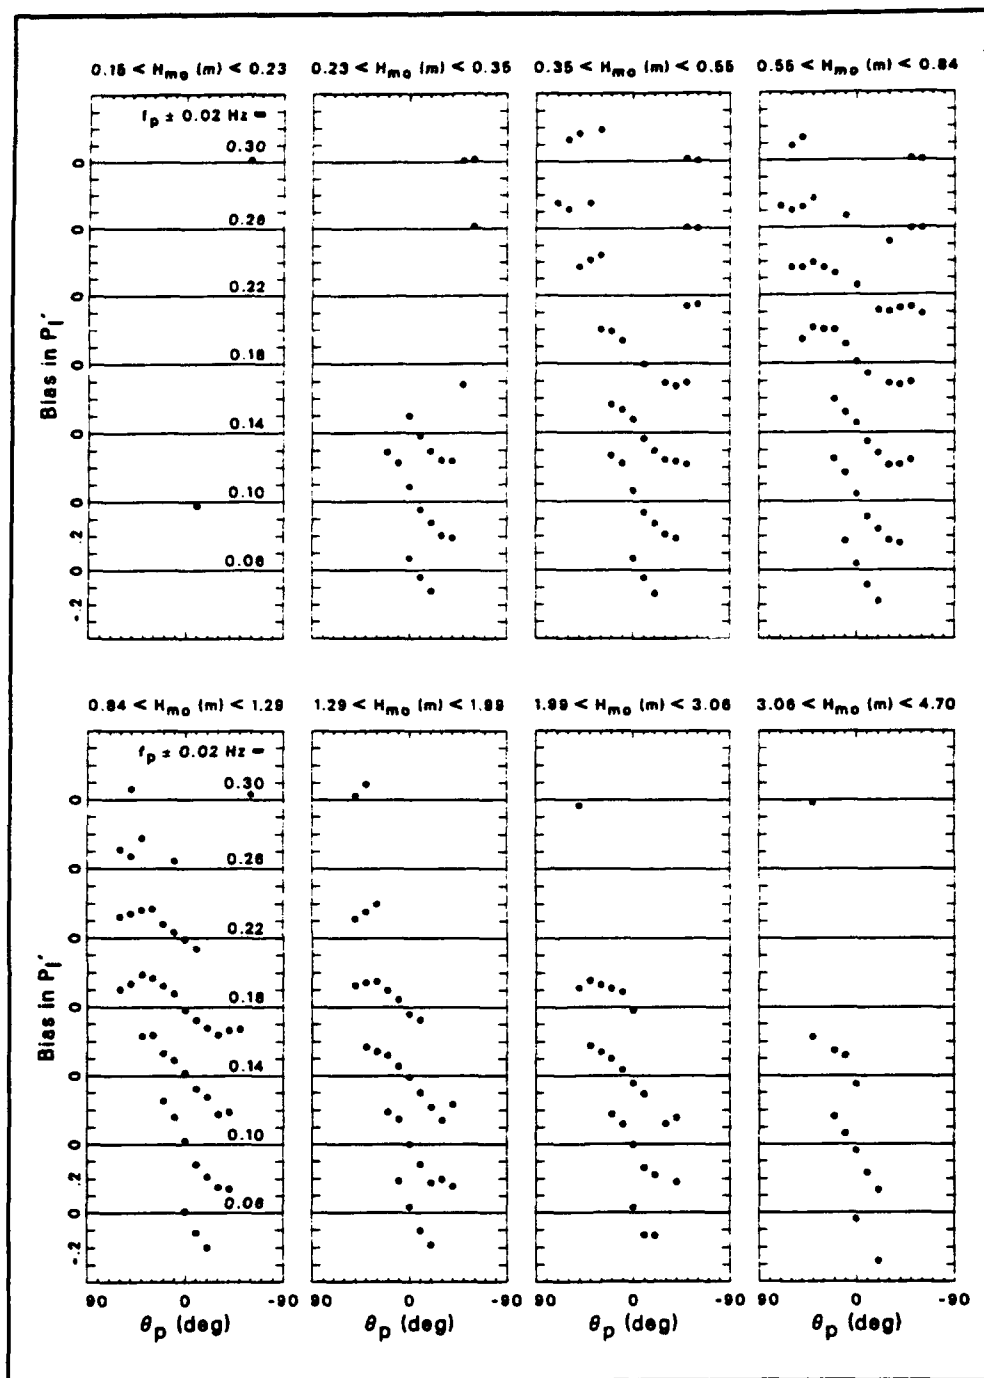 0.15 < Hmo (m) < 0.23 0.23 < Hmo (m) < 0.35 0.35 < Hmo (m) < 0.55 0.55 < Hmo (m) < 0.84
fp ± 0.02 Hz =
0 0.30
0 0.26
0 0.22
0 0.18
0 0.14
0 0.10
.2
0 0.06
-.2
Bias in Pl′
0.84 < Hmo (m) < 1.29 1.29 < Hmo (m) < 1.99 1.99 < Hmo (m) < 3.06 3.06 < Hmo (m) < 4.70
fp ± 0.02 Hz =
0 0.30
0 0.26
0 0.22
0 0.18
0 0.14
0 0.10
.2
0 0.06
-.2
Bias in Pl′
90 0 -90 90 0 -90 90 0 -90 90 0 -90
θp (deg) θp (deg) θp (deg) θp (deg)